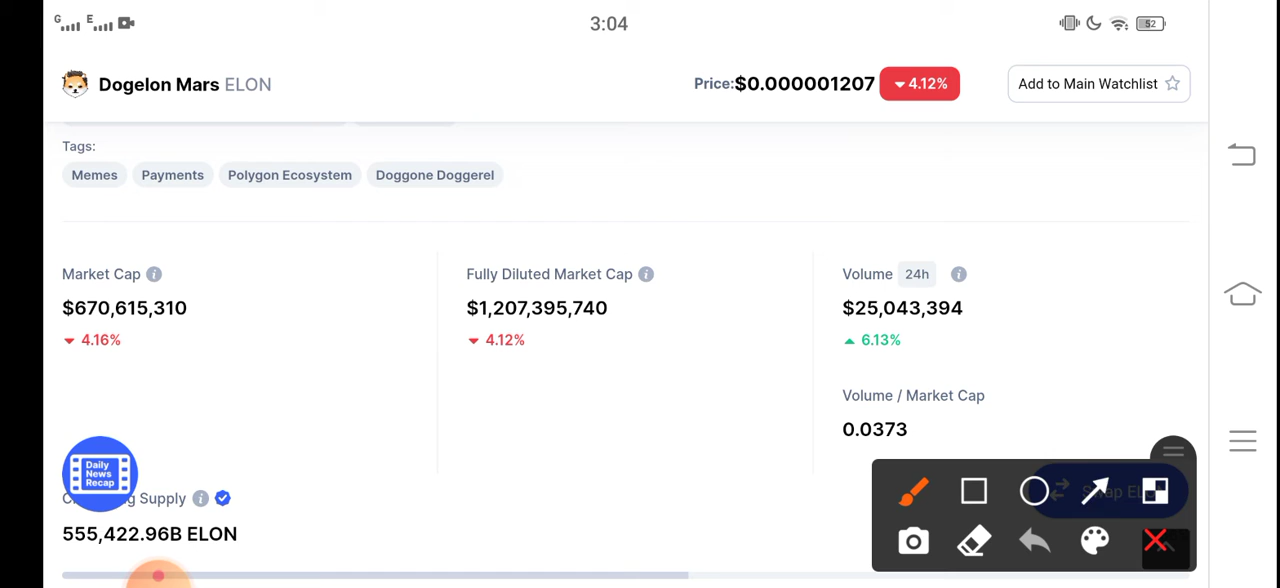 G E 3:04 52
Dogelon Mars ELON Price:$0.000001207 4.12% Add to Main Watchlist
Tags:
Memes Payments Polygon Ecosystem Doggone Doggerel
Market Cap Fully Diluted Market Cap Volume 24h
$670,615,310 $1,207,395,740 $25,043,394
4.16% 4.12% 6.13%
Volume / Market Cap
0.0373
Daily
News
Recap
Supply
Swap
555,422.96B ELON